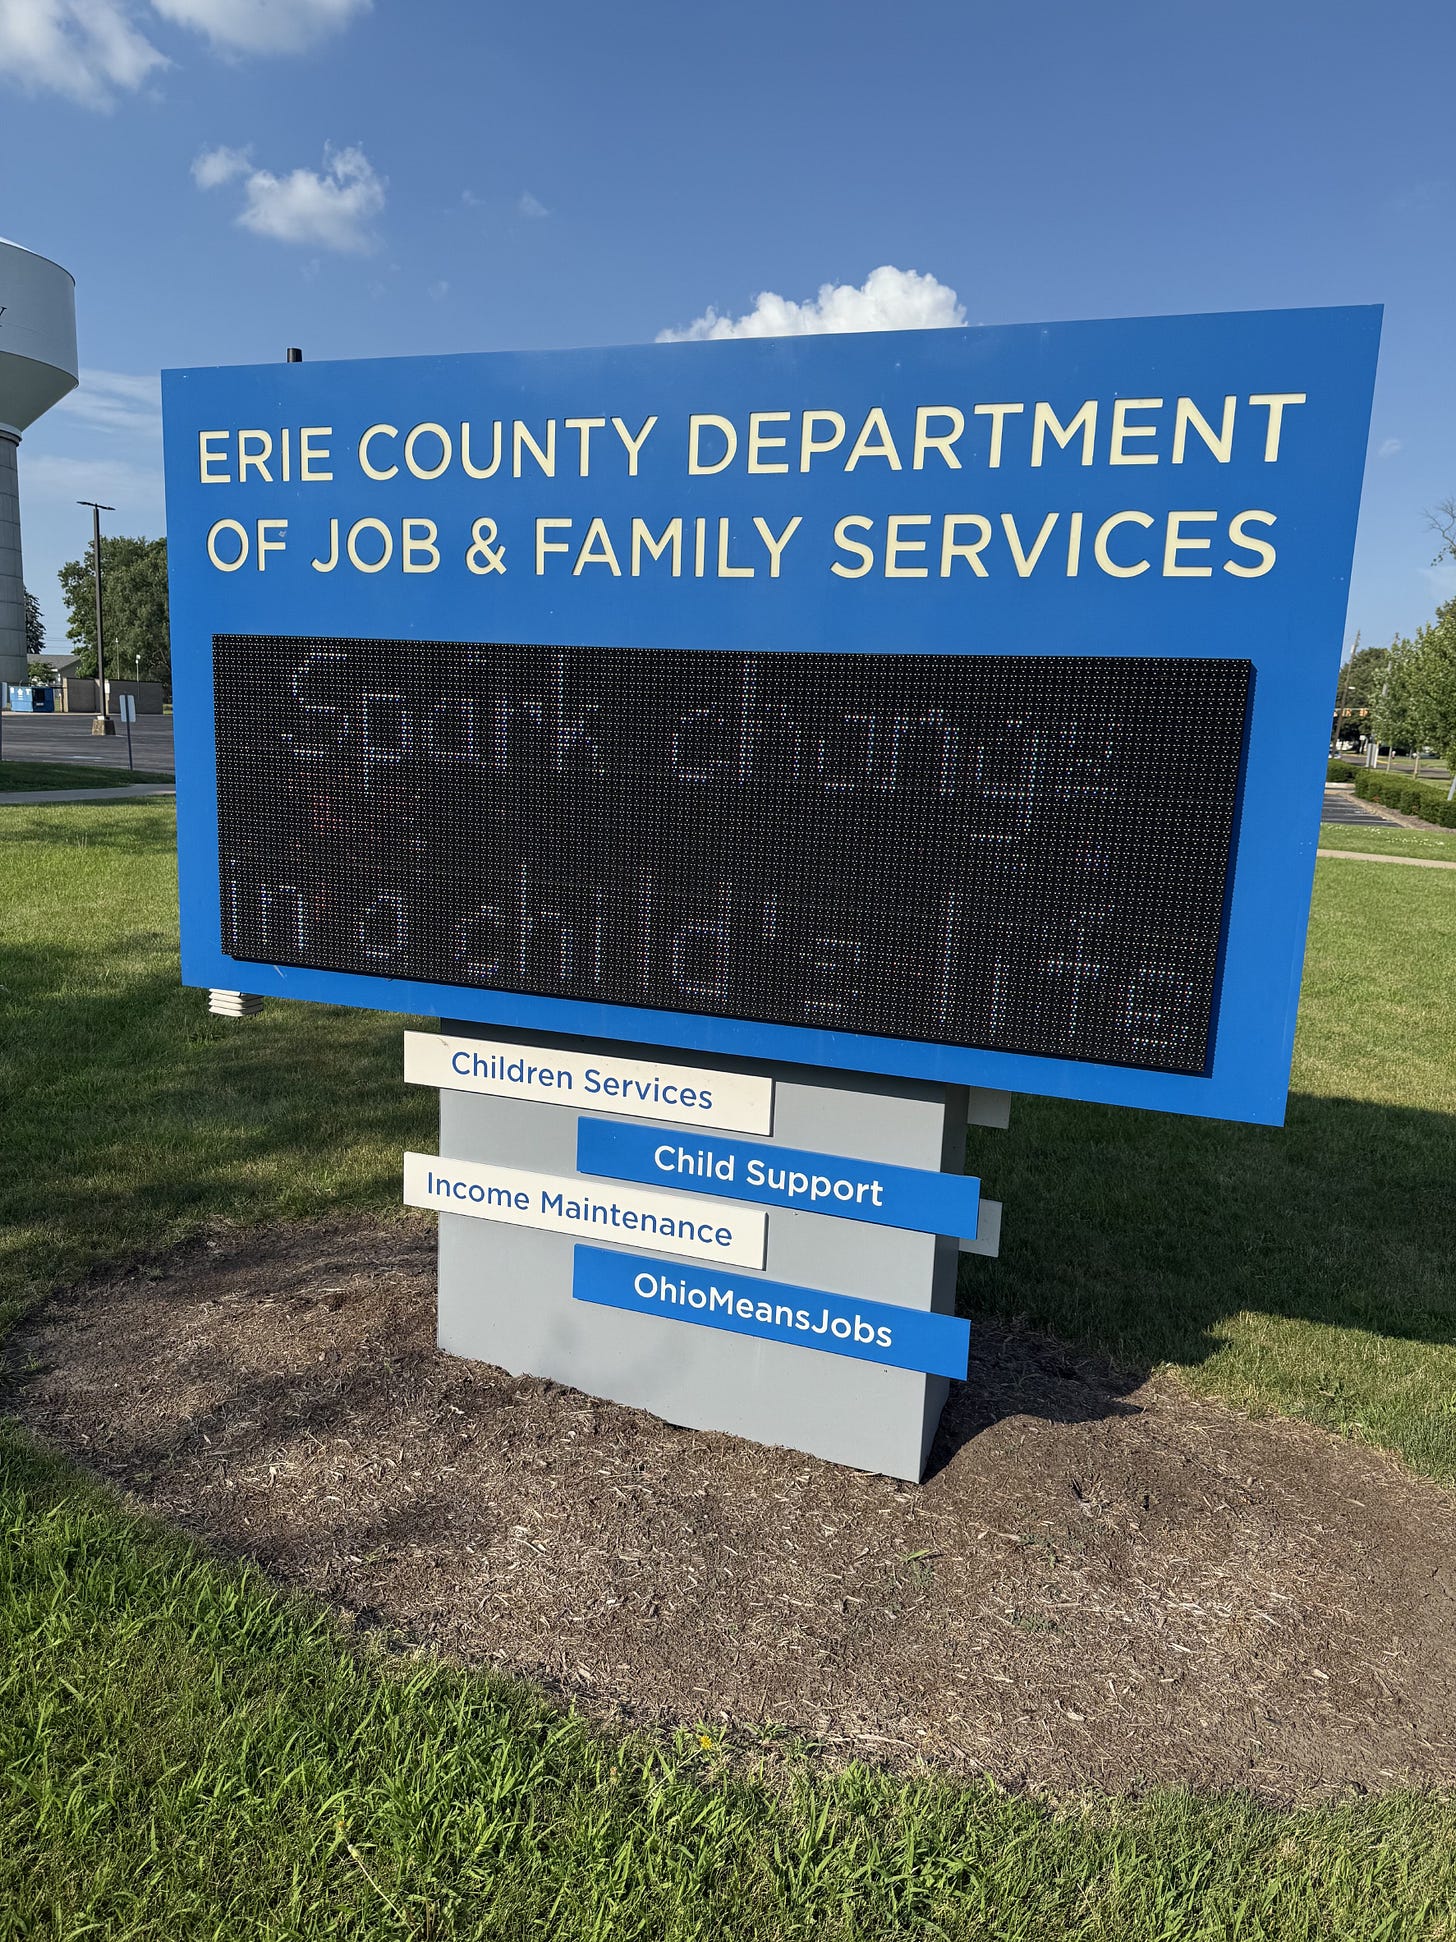 ERIE COUNTY DEPARTMENT
OF JOB & FAMILY SERVICES
Spark change
in a child's life
Children Services
Child Support
Income Maintenance
OhioMeansJobs